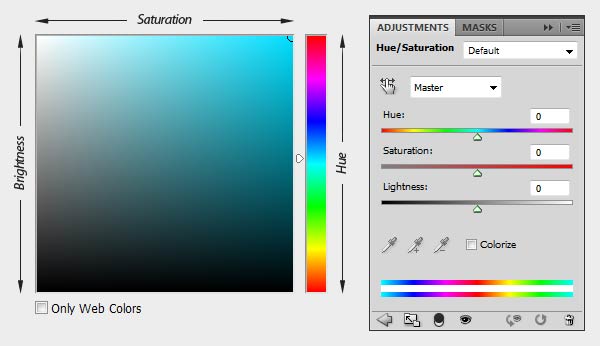 Saturation
Brightness
Hue
Only Web Colors
ADJUSTMENTS MASKS
Hue/Saturation Default
Master
Hue: 0
Saturation: 0
Lightness: 0
Colorize